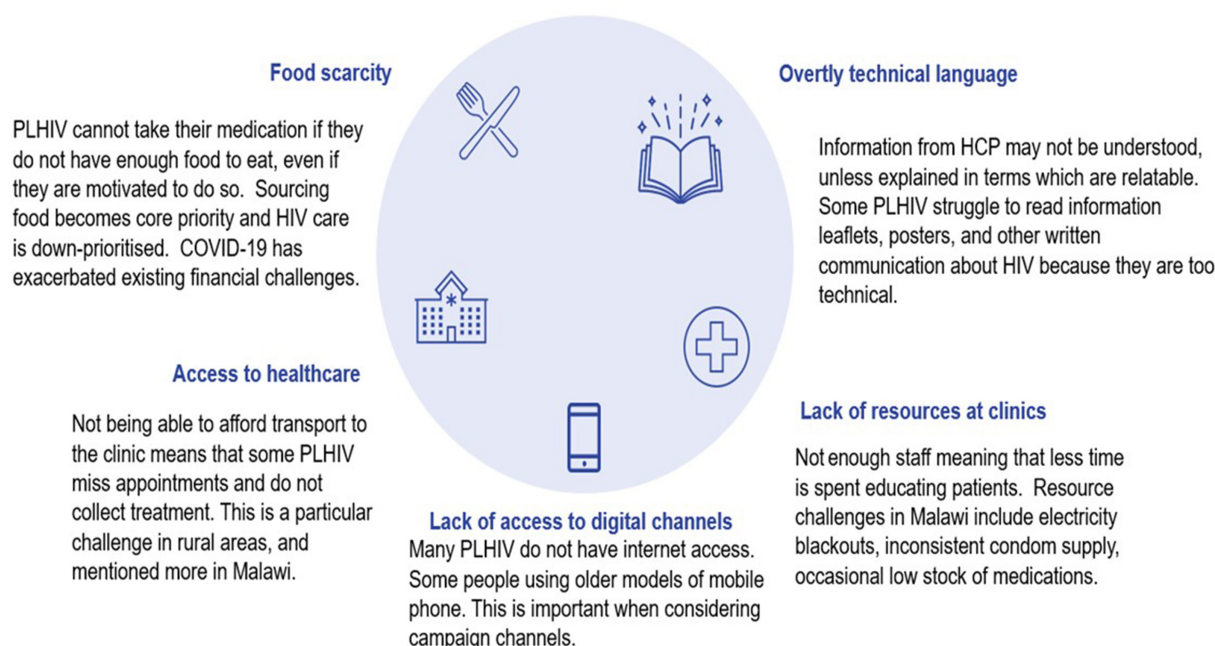 Food scarcity
PLHIV cannot take their medication if they
do not have enough food to eat, even if
they are motivated to do so. Sourcing
food becomes core priority and HIV care
is down-prioritised. COVID-19 has
exacerbated existing financial challenges.
Overtly technical language
Information from HCP may not be understood,
unless explained in terms which are relatable.
Some PLHIV struggle to read information
leaflets, posters, and other written
communication about HIV because they are too
technical.
Access to healthcare
Not being able to afford transport to
the clinic means that some PLHIV
miss appointments and do not
collect treatment. This is a particular
challenge in rural areas, and
mentioned more in Malawi.
Lack of access to digital channels
Many PLHIV do not have internet access.
Some people using older models of mobile
phone. This is important when considering
campaign channels.
Lack of resources at clinics
Not enough staff meaning that less time
is spent educating patients. Resource
challenges in Malawi include electricity
blackouts, inconsistent condom supply,
occasional low stock of medications.